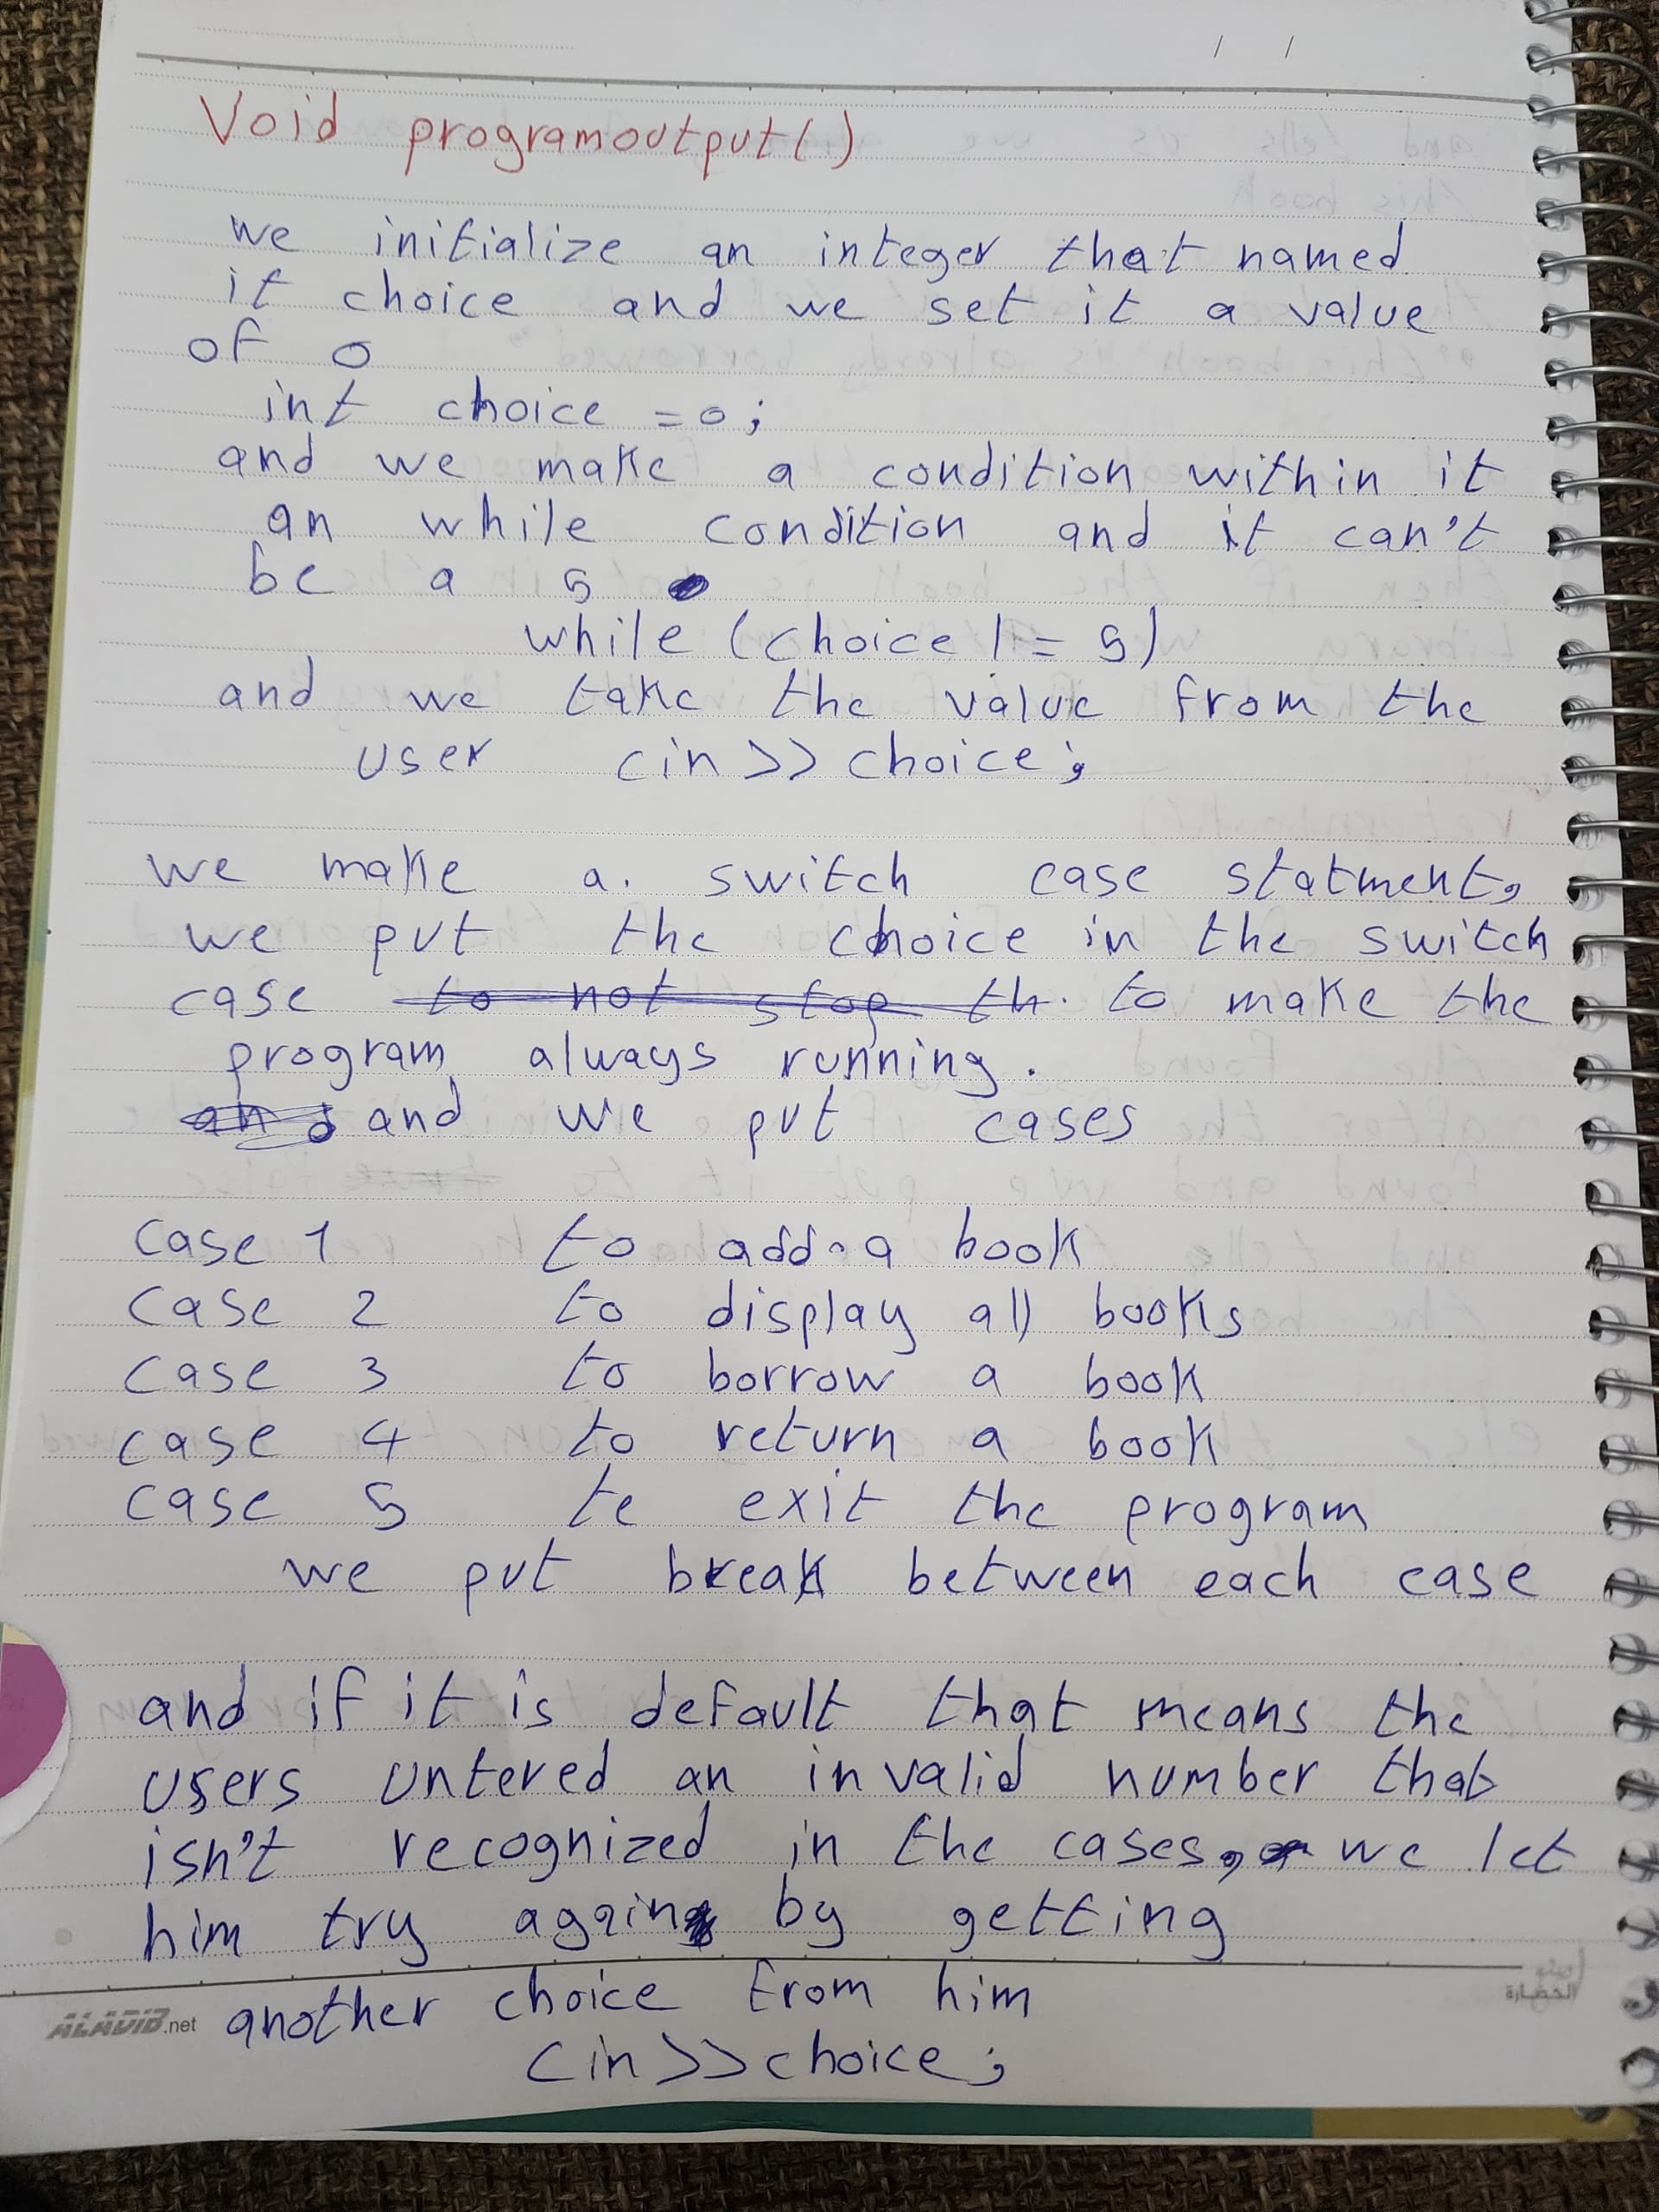 / /
Void programoutput()
we initialize an integer that named
it choice and we set it a value
of 0
int choice =0;
and we make a condition within it
an while condition and it can't
be a 5
while (choice != 5)
and we take the value from the
user cin>>choice;
we make a. switch case statment,
we put the choice in the switch
case to not stop th. to make the
program always running.
and and we put cases
case 1 to add a book
case 2 to display all books
case 3 to borrow a book
case 4 to return a book
case 5 te exit the program
we put break between each case
and if it is default that means the
users untered an invalid number that
isn't recognized in the cases, we let
him try again by getting
another choice from him
cin>>choice;
ALADIB.net